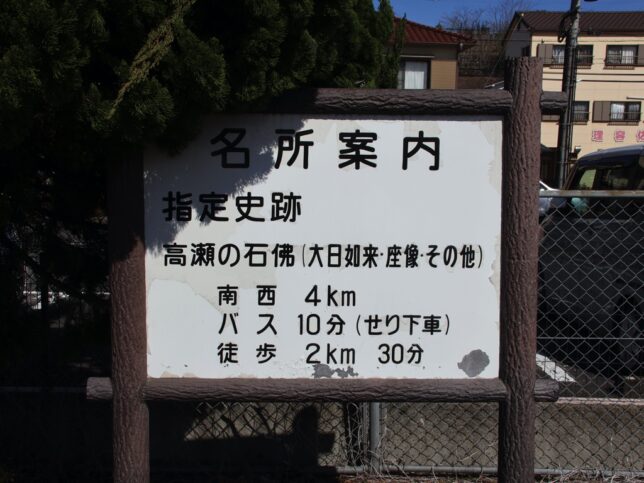 名所案内
指定史跡
高瀬の石佛(大日如来・座像・その他)
南西 4km
バス 10分(せり下車)
徒歩 2km 30分
理容